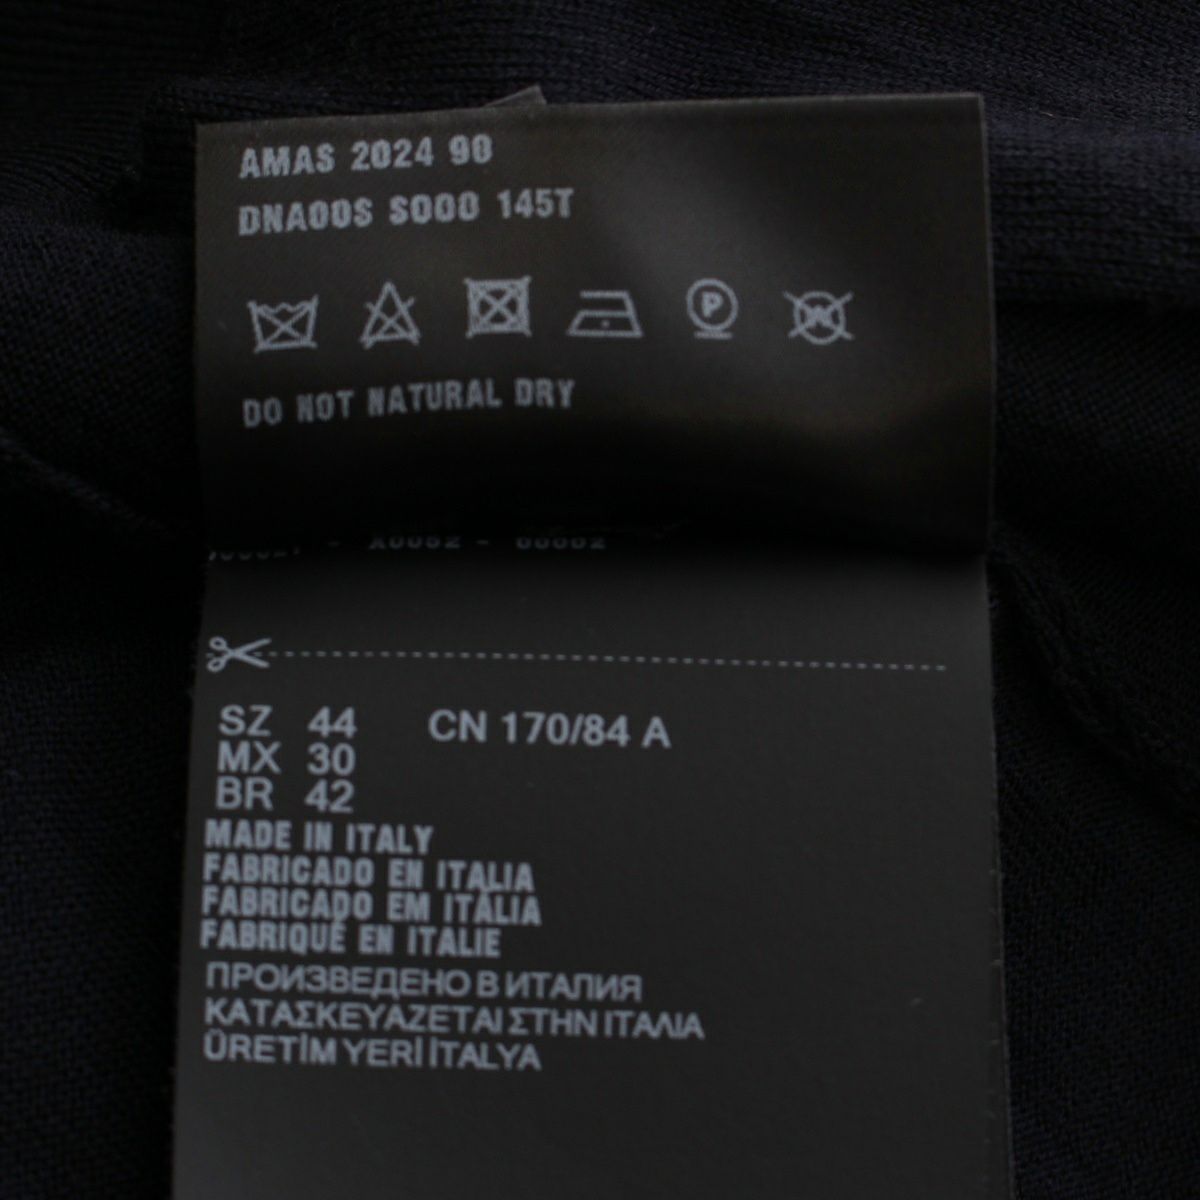 AMAS 2024 90
DNA00S S000 145T
DO NOT NATURAL DRY
X0052 - 00002
SZ 44 CN 170/84 A
MX 30
BR 42
MADE IN ITALY
FABRICADO EN ITALIA
FABRICADO EM ITÁLIA
FABRIQUÉ EN ITALIE
ПРОИЗВЕДЕНО В ИТАЛИЯ
ΚΑΤΑΣΚΕΥΑΖΕΤΑΙ ΣΤΗΝ ΙΤΑΛΙΑ
ÜRETİM YERİ İTALYA